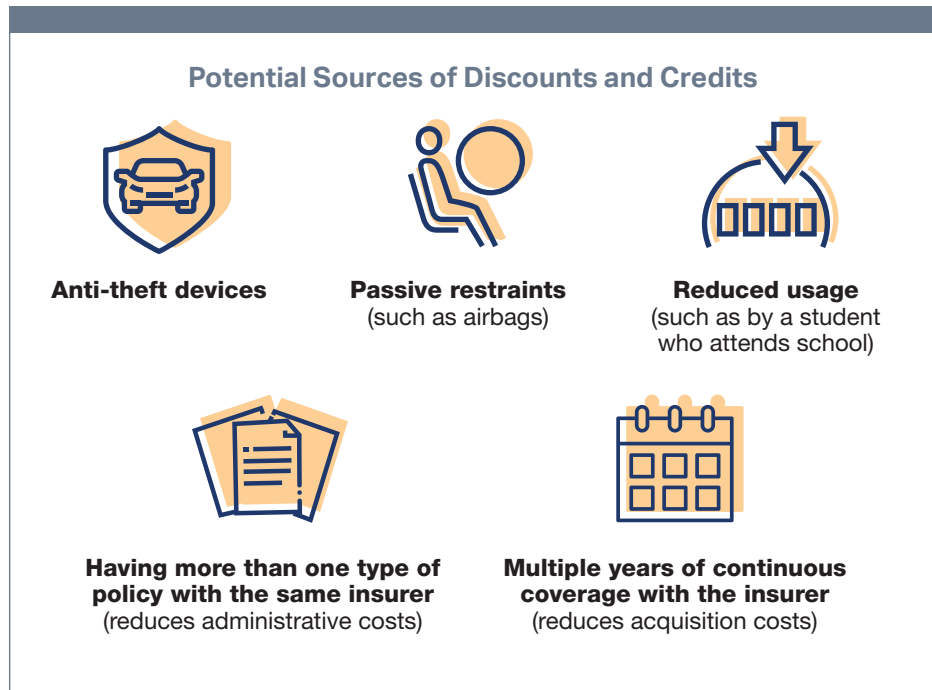 Potential Sources of Discounts and Credits
Anti-theft devices
Passive restraints
(such as airbags)
Reduced usage
(such as by a student
who attends school)
Having more than one type of
policy with the same insurer
(reduces administrative costs)
Multiple years of continuous
coverage with the insurer
(reduces acquisition costs)